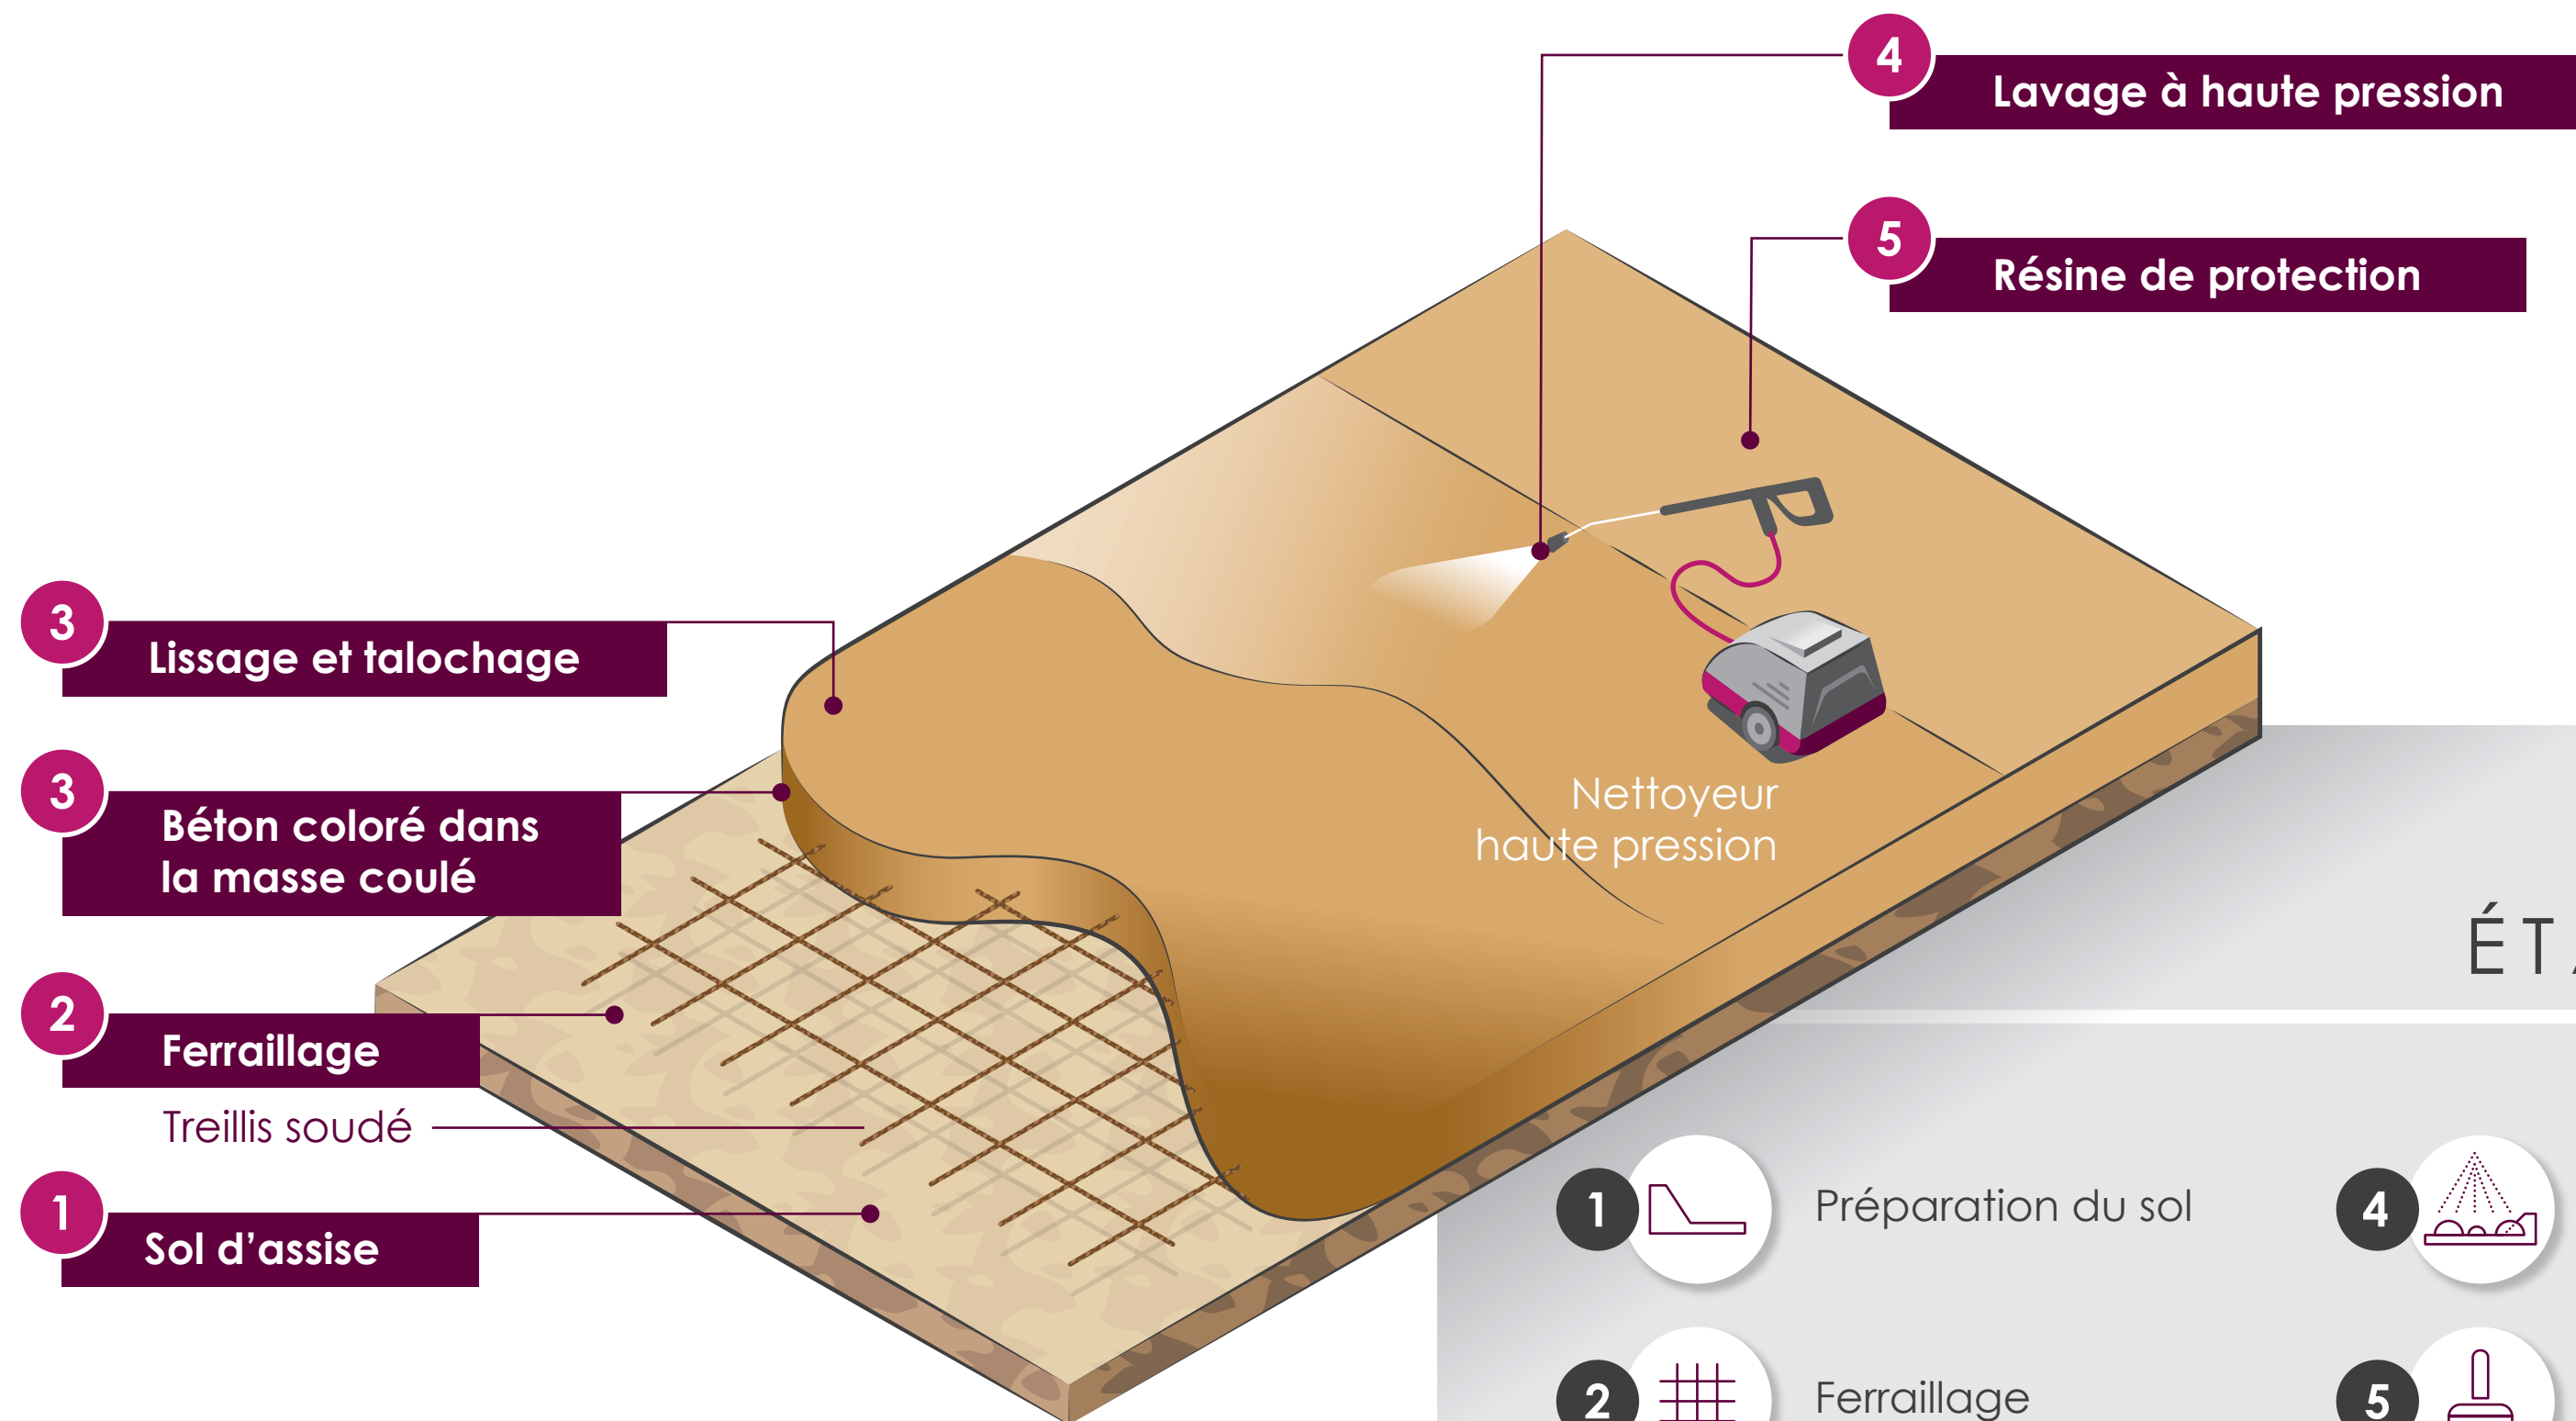 4
Lavage à haute pression
5
Résine de protection
3
Lissage et talochage
3
Béton coloré dans
la masse coulé
Nettoyeur
haute pression
2
Ferraillage
Treillis soudé
1
Sol d’assise
1
Préparation du sol
4
2
Ferraillage
5